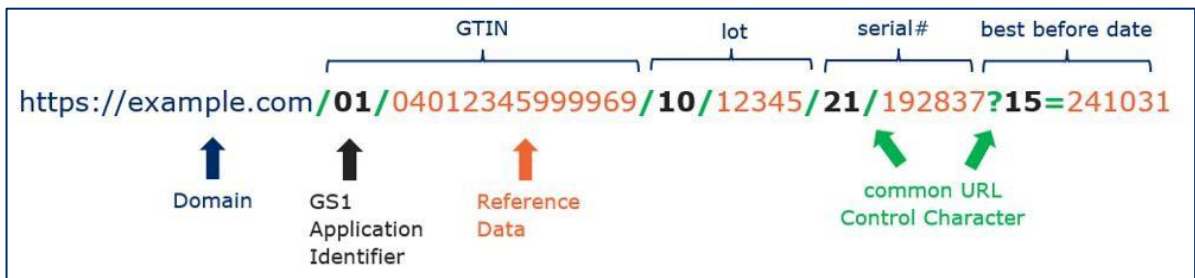 GTIN lot serial# best before date
https://example.com/01/04012345999969/10/12345/21/192837?15=241031
Domain
GS1
Application
Identifier
Reference
Data
common URL
Control Character